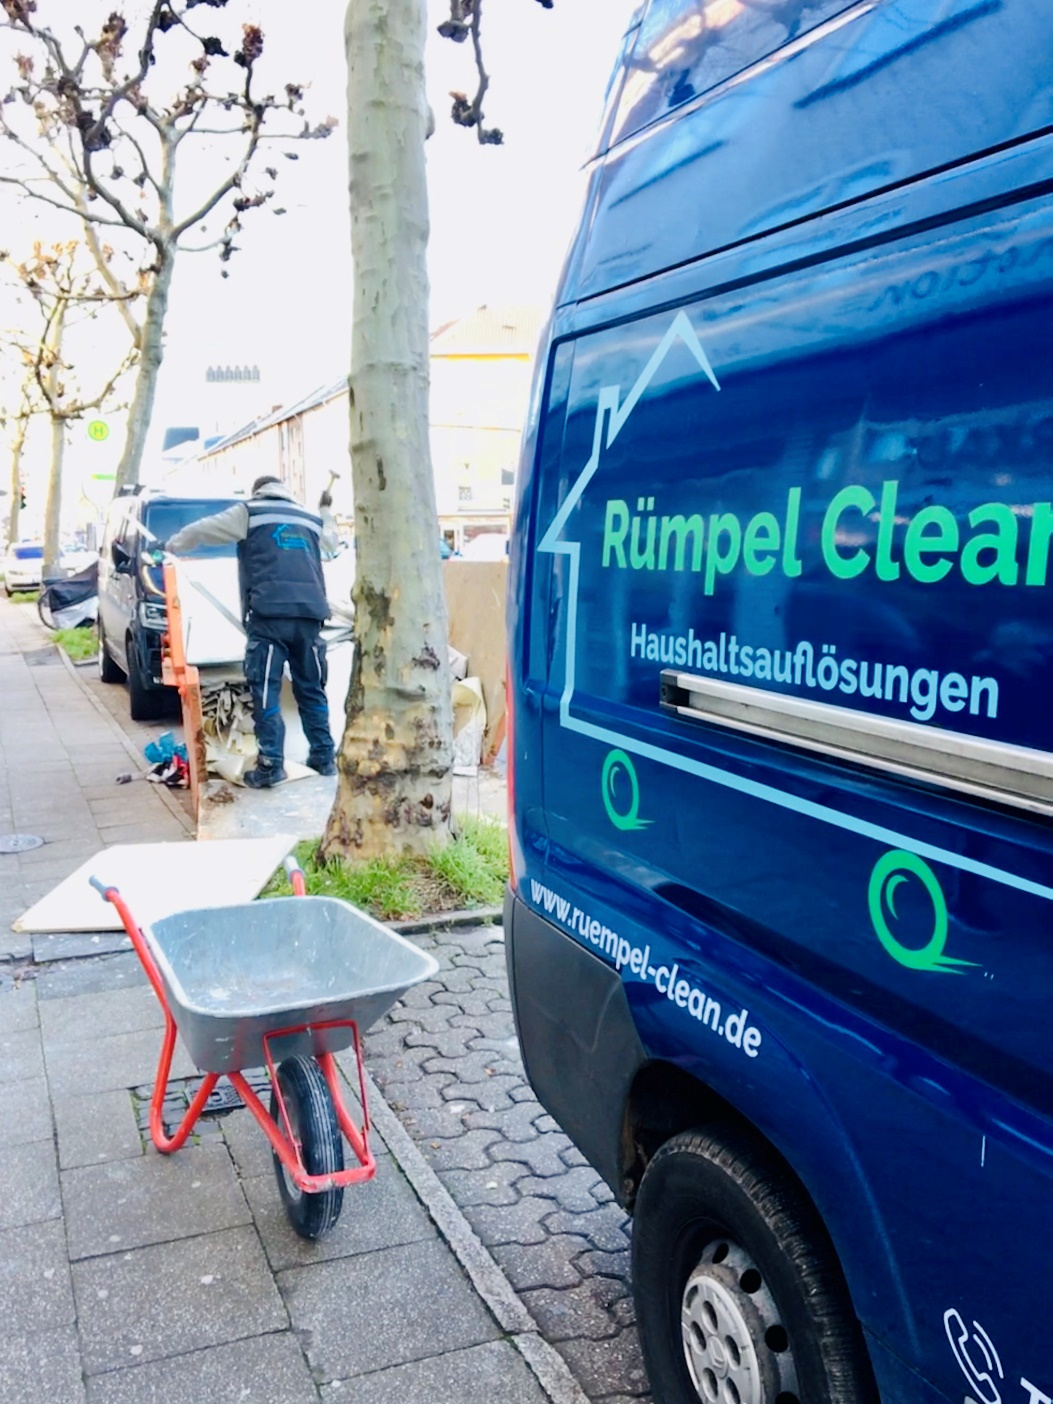 H
Rümpel Clean
Haushaltsauflösungen
www.ruempel-clean.de